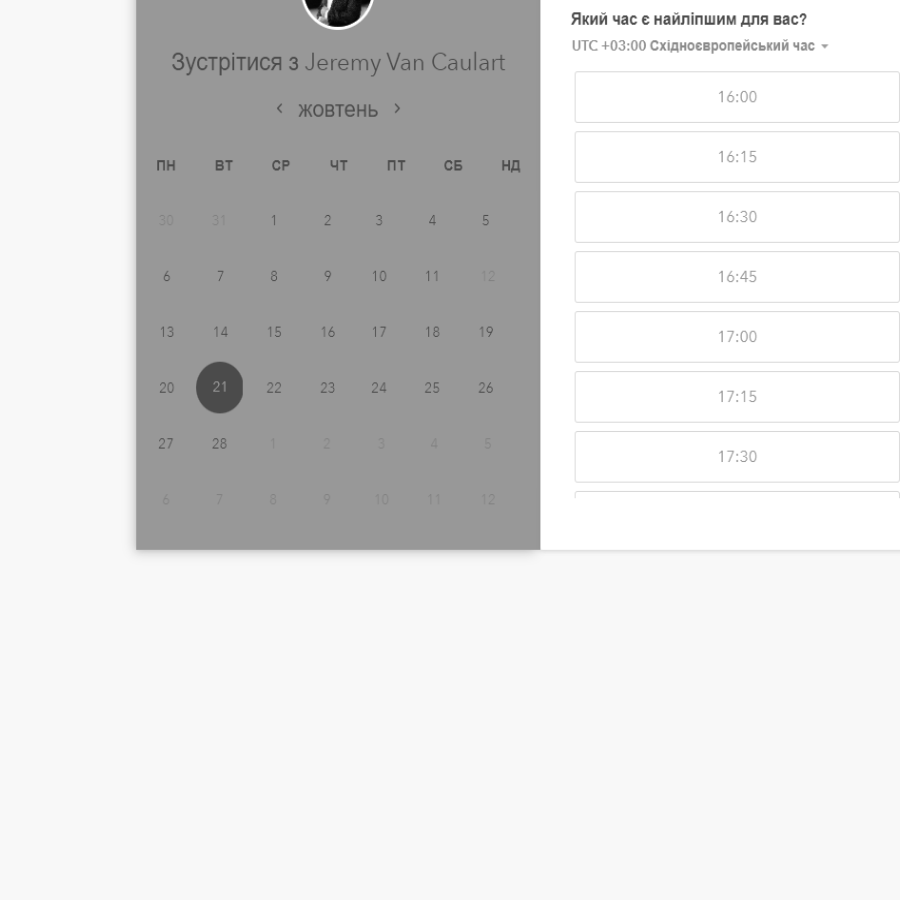 Зустрітися з Jeremy Van Caulart
жовтень
ПН ВТ СР ЧТ ПТ СБ НД
30 31 1 2 3 4 5
6 7 8 9 10 11 12
13 14 15 16 17 18 19
20 21 22 23 24 25 26
27 28 1 2 3 4 5
6 7 8 9 10 11 12
Який час є найліпшим для вас?
UTC +03:00 Східноєвропейський час
16:00
16:15
16:30
16:45
17:00
17:15
17:30